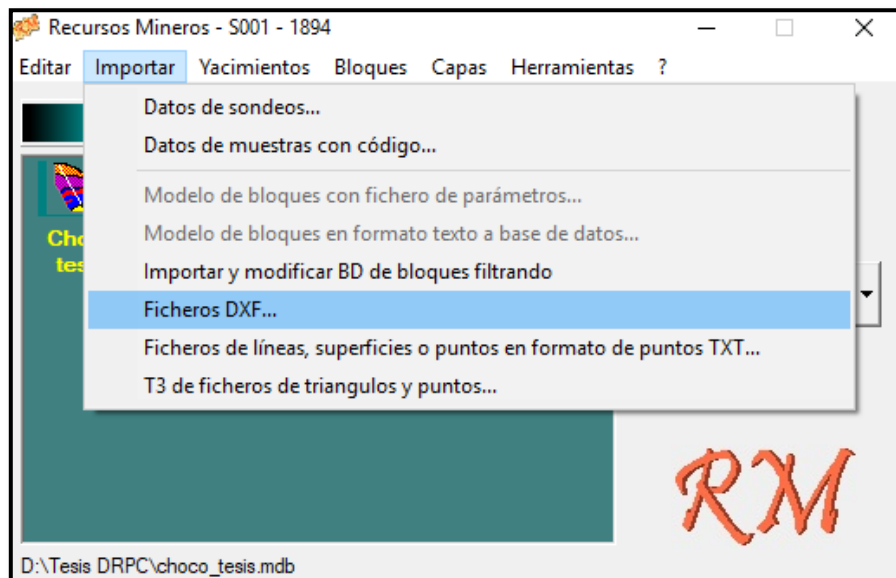 Recursos Mineros - S001 - 1894
Editar Importar Yacimientos Bloques Capas Herramientas ?
Datos de sondeos...
Datos de muestras con código...
Modelo de bloques con fichero de parámetros...
Modelo de bloques en formato texto a base de datos...
Importar y modificar BD de bloques filtrando
Ficheros DXF...
Ficheros de líneas, superficies o puntos en formato de puntos TXT...
T3 de ficheros de triangulos y puntos...
Cho
tes
RM
D:\Tesis DRPC\choco_tesis.mdb